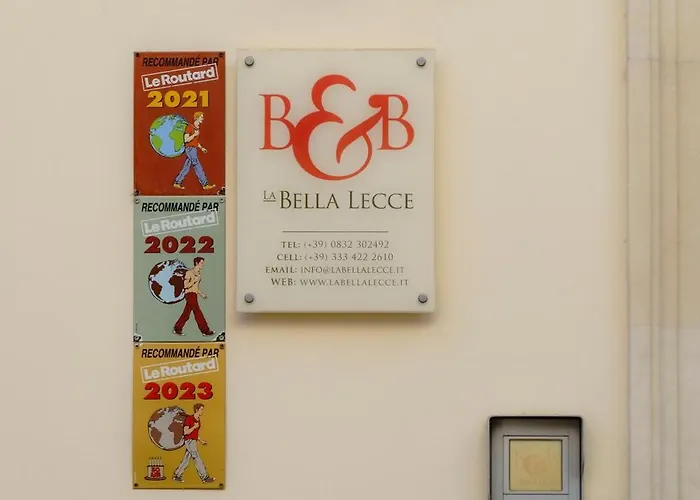 RECOMMANDÉ PAR
Le Routard
2021
RECOMMANDÉ PAR
Le Routard
2022
RECOMMANDÉ PAR
Le Routard
2023
B&B
LA BELLA LECCE
TEL: (+39) 0832 302492
CELL: (+39) 333 422 2610
EMAIL: INFO@LABELLALECCE.IT
WEB: WWW.LABELLALECCE.IT